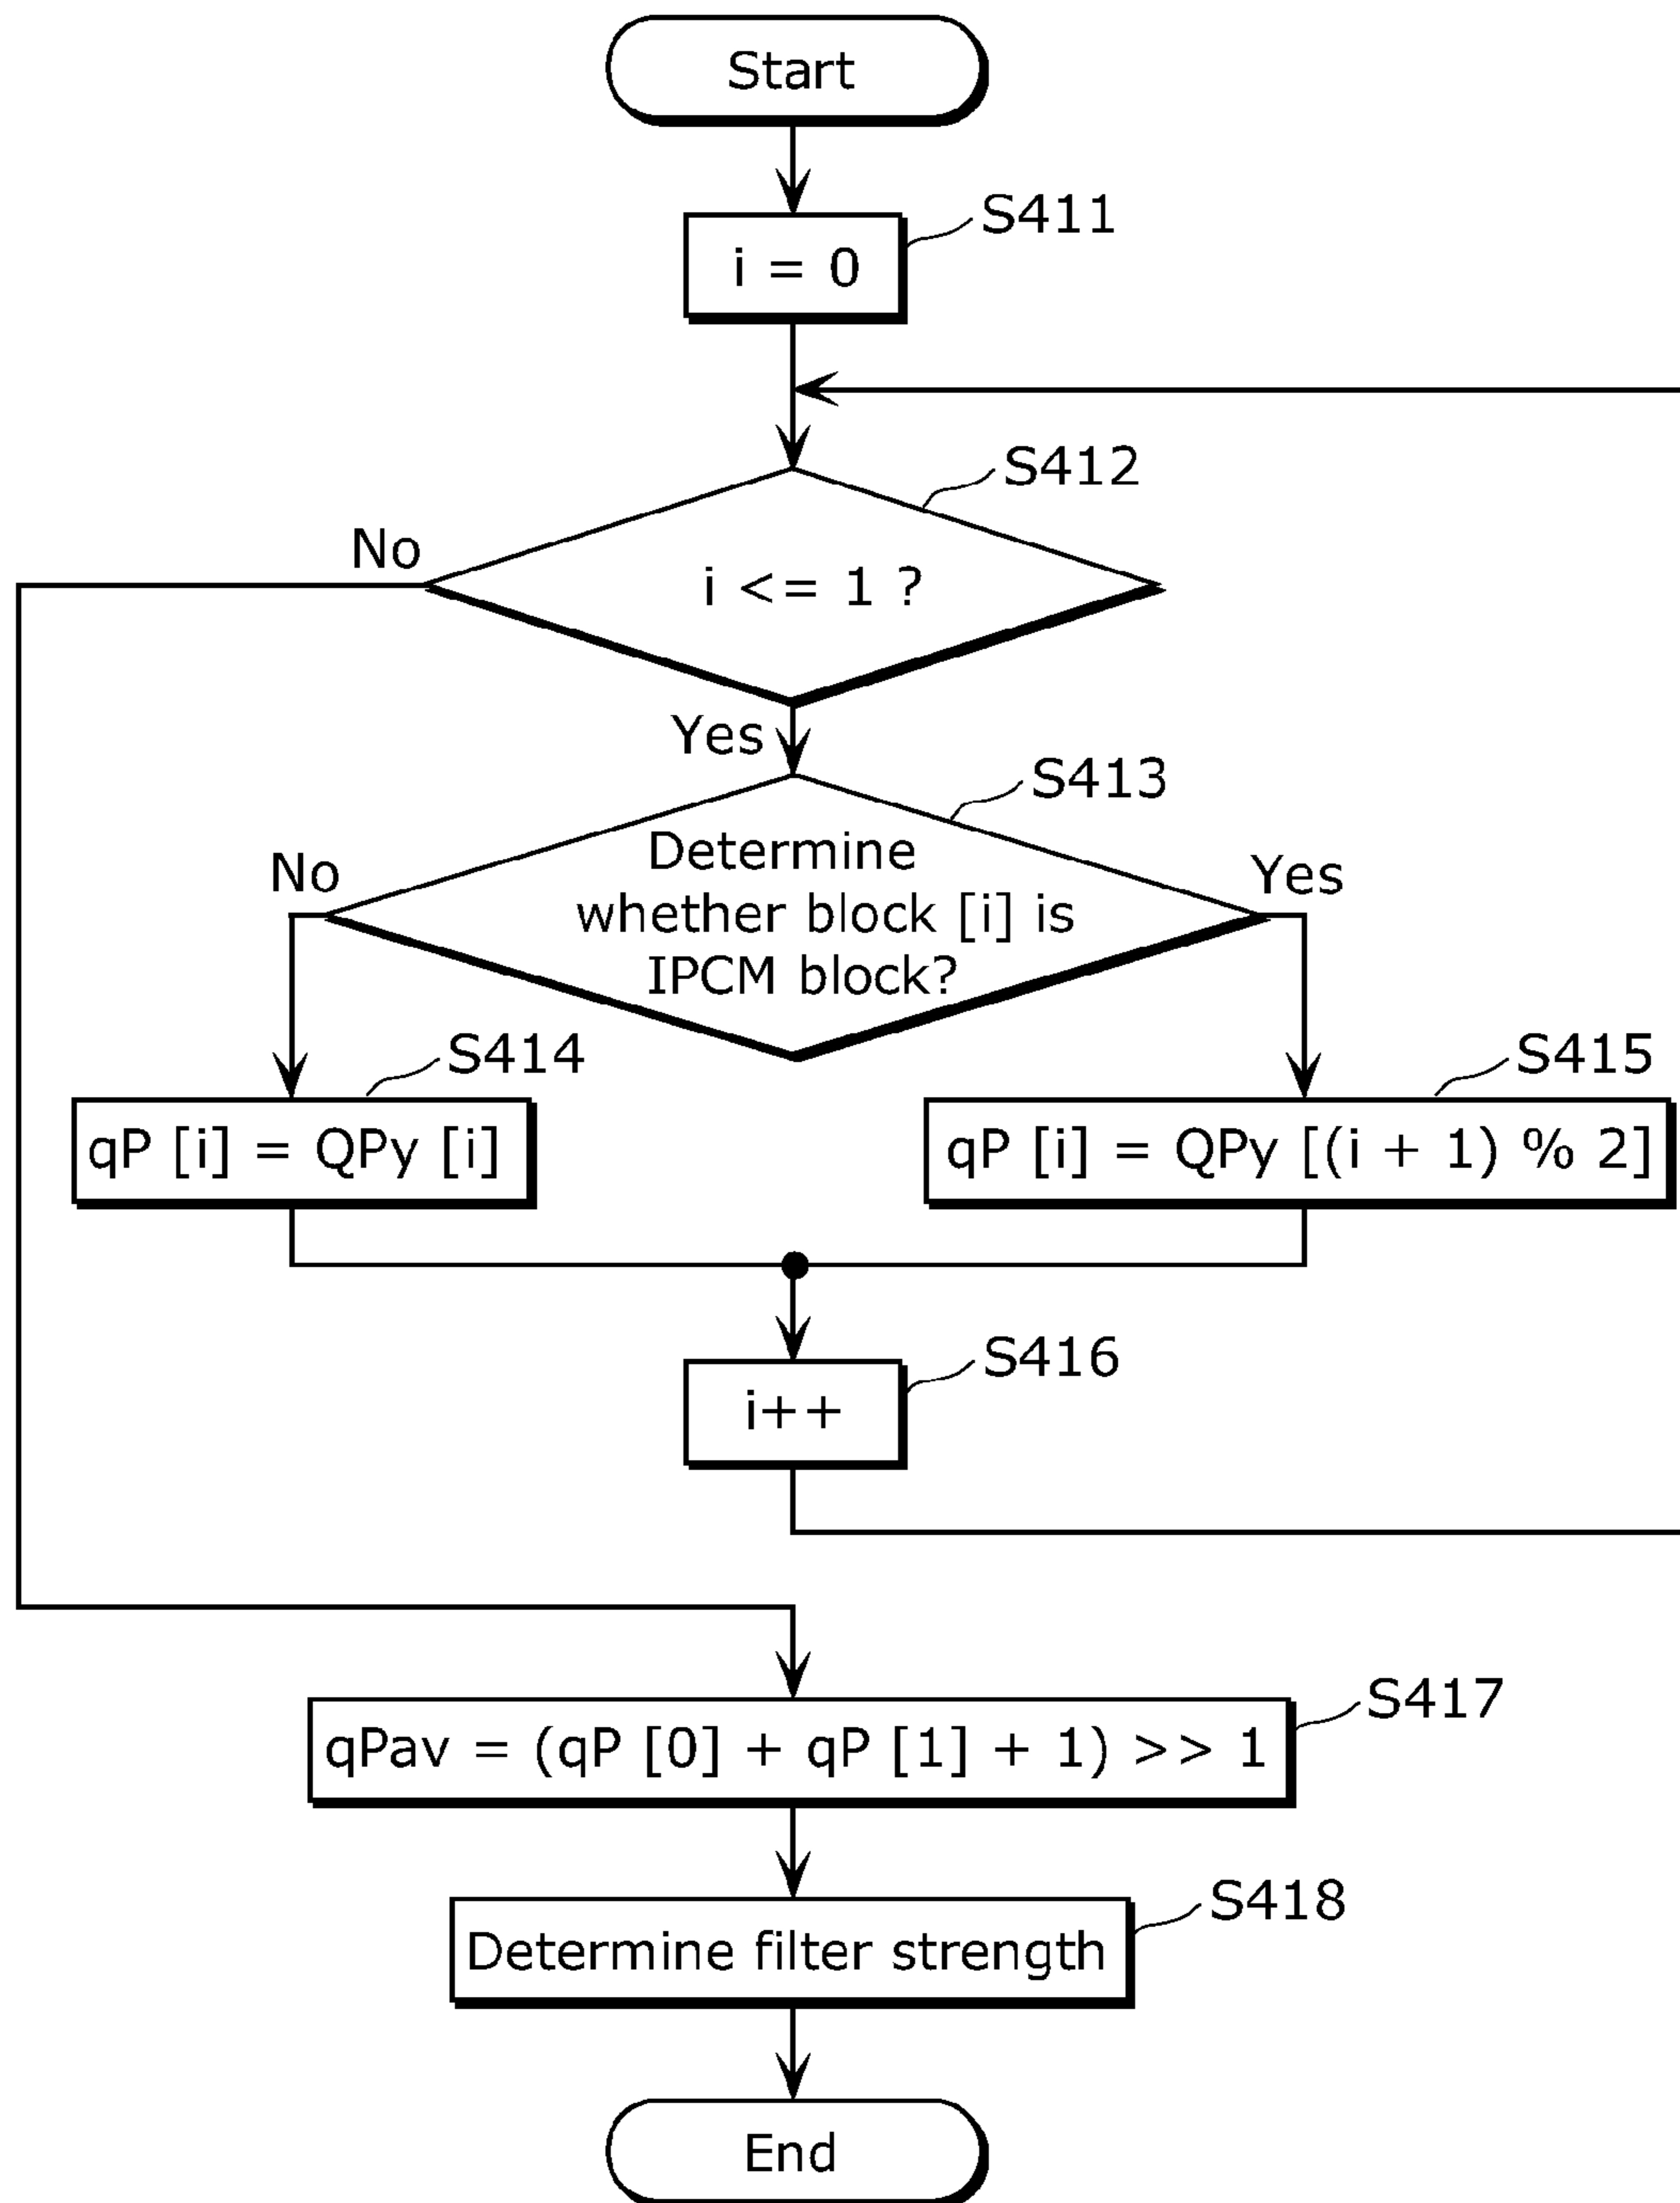 Start
S411
i = 0
S412
No
i <= 1 ?
Yes
S413
No
Yes
Determine
whether block [i] is
IPCM block?
S414
S415
qP [i] = QPy [i]
qP [i] = QPy [(i + 1) % 2]
S416
i++
S417
qPav = (qP [0] + qP [1] + 1) >> 1
S418
Determine filter strength
End